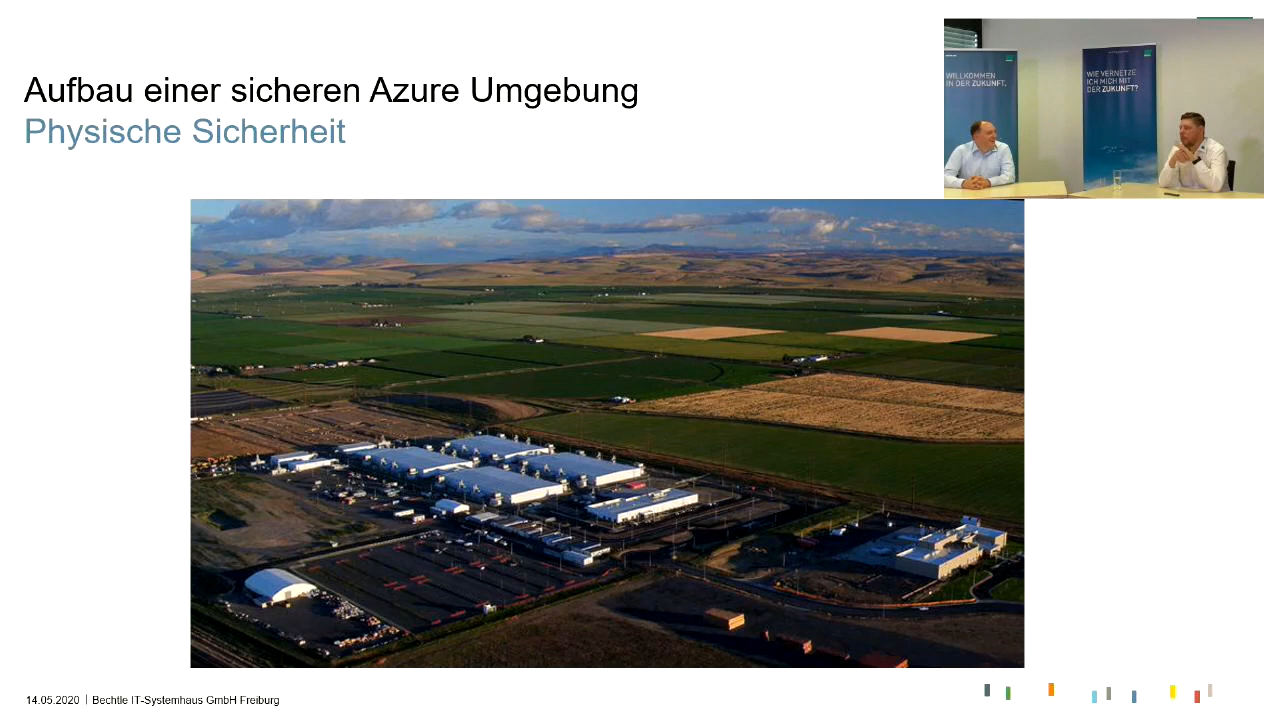 Aufbau einer sicheren Azure Umgebung
Physische Sicherheit
WILLKOMMEN
IN DER ZUKUNFT.
WIE VERNETZE
ICH MICH MIT
DER ZUKUNFT?
14.05.2020 | Bechtle IT-Systemhaus GmbH Freiburg